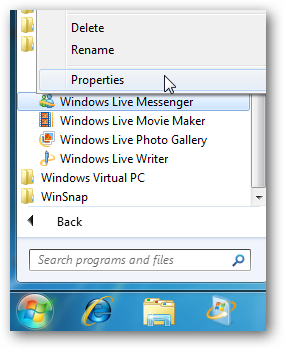 Delete
Rename
Properties
Windows Live Messenger
Windows Live Movie Maker
Windows Live Photo Gallery
Windows Live Writer
Windows Virtual PC
WinSnap
Back
Search programs and files